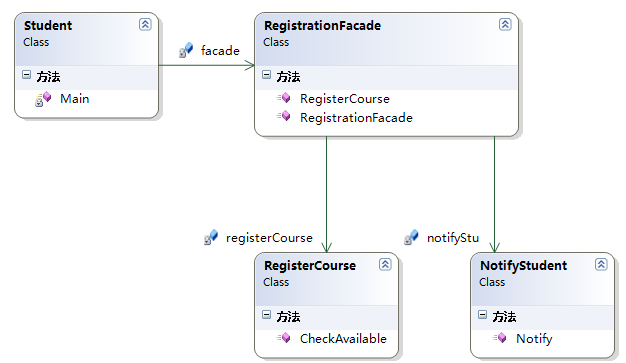 Student
Class
方法
Main
facade
RegistrationFacade
Class
方法
RegisterCourse
RegistrationFacade
registerCourse
notifyStu
RegisterCourse
Class
方法
CheckAvailable
NotifyStudent
Class
方法
Notify